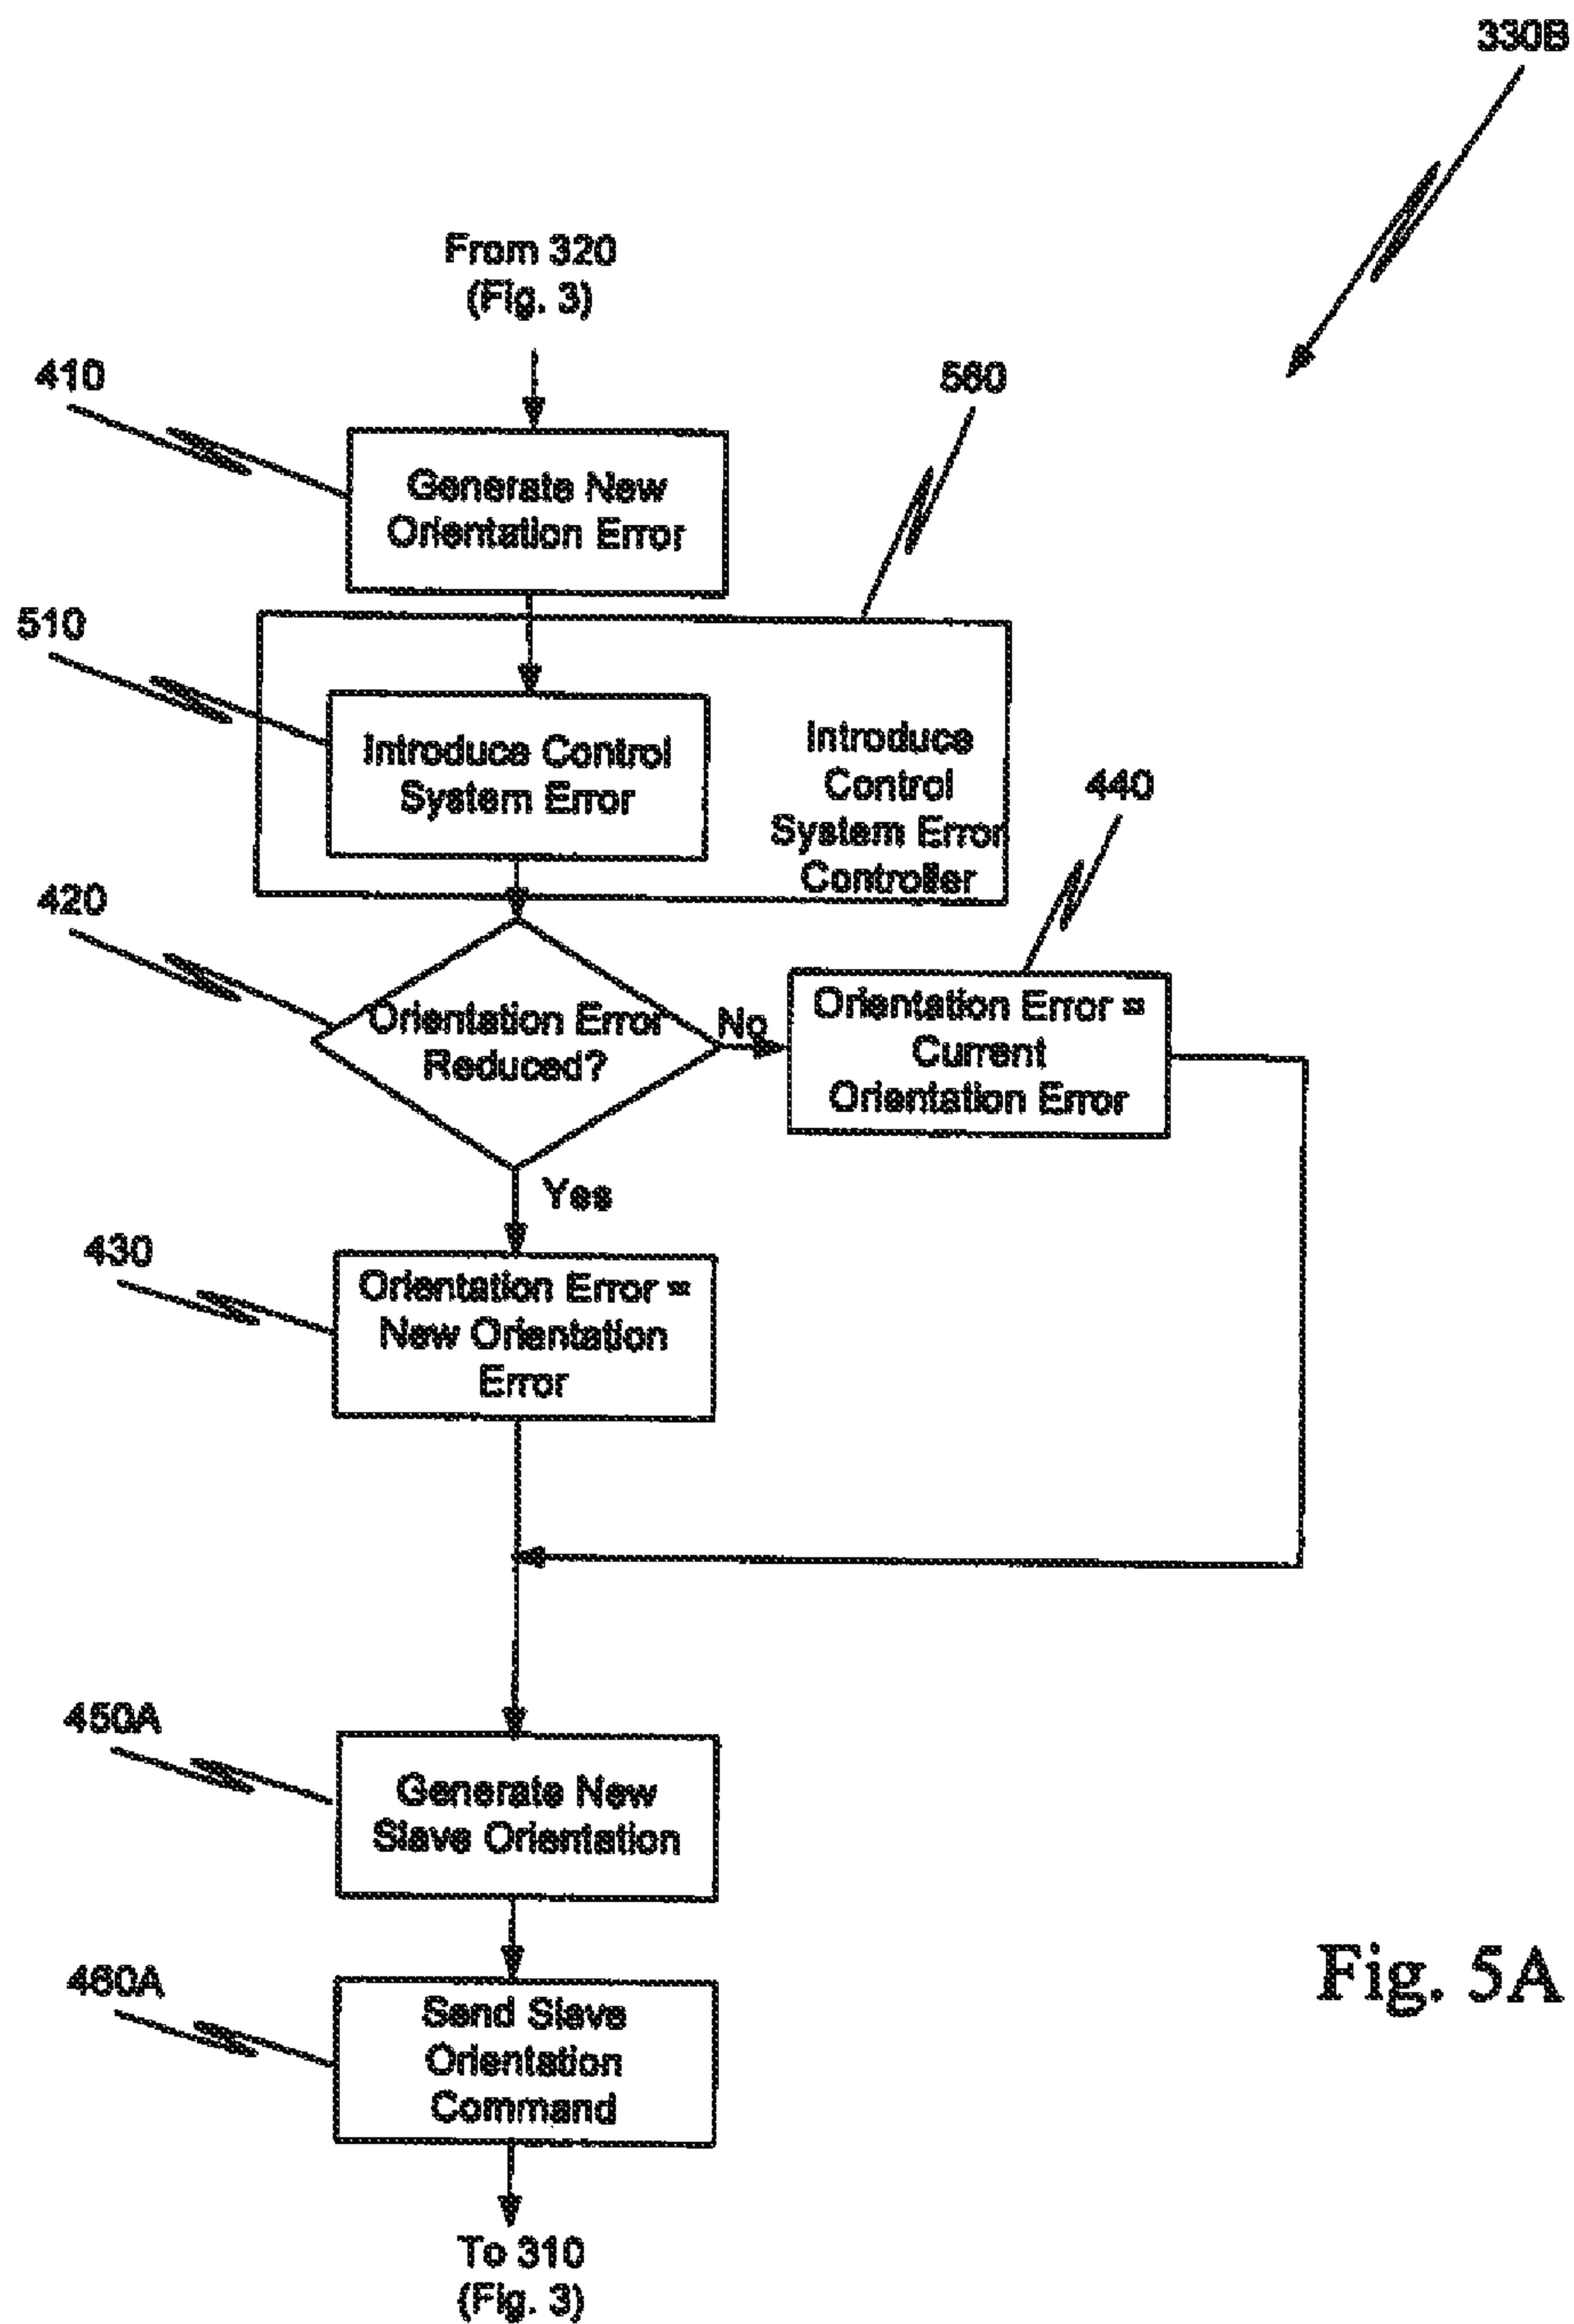 330B
From 320
(Fig. 3)
410
560
Generate New
Orientation Error
510
Introduce Control
System Error
Introduce
Control
System Error
Controller
440
420
Orientation Error
Reduced?
No
Orientation Error =
Current
Orientation Error
Yes
430
Orientation Error =
New Orientation
Error
450A
Generate New
Slave Orientation
460A
Send Slave
Orientation
Command
Fig. 5A
To 310
(Fig. 3)